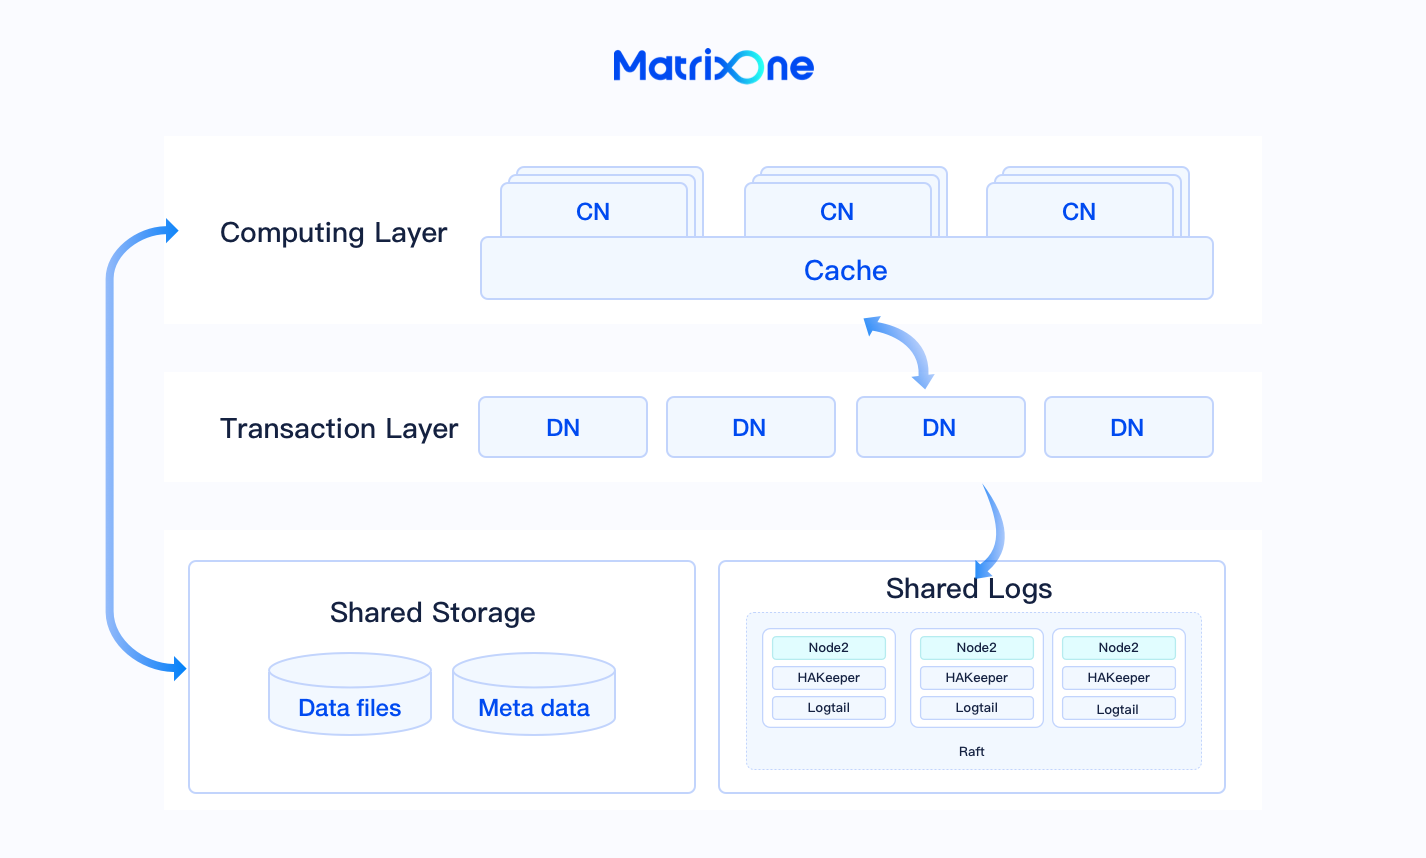 MatrixOne
Computing Layer
CN
CN
CN
Cache
Transaction Layer
DN
DN
DN
DN
Shared Storage
Data files
Meta data
Shared Logs
Node2
HAKeeper
Logtail
Node2
HAKeeper
Logtail
Node2
HAKeeper
Logtail
Raft